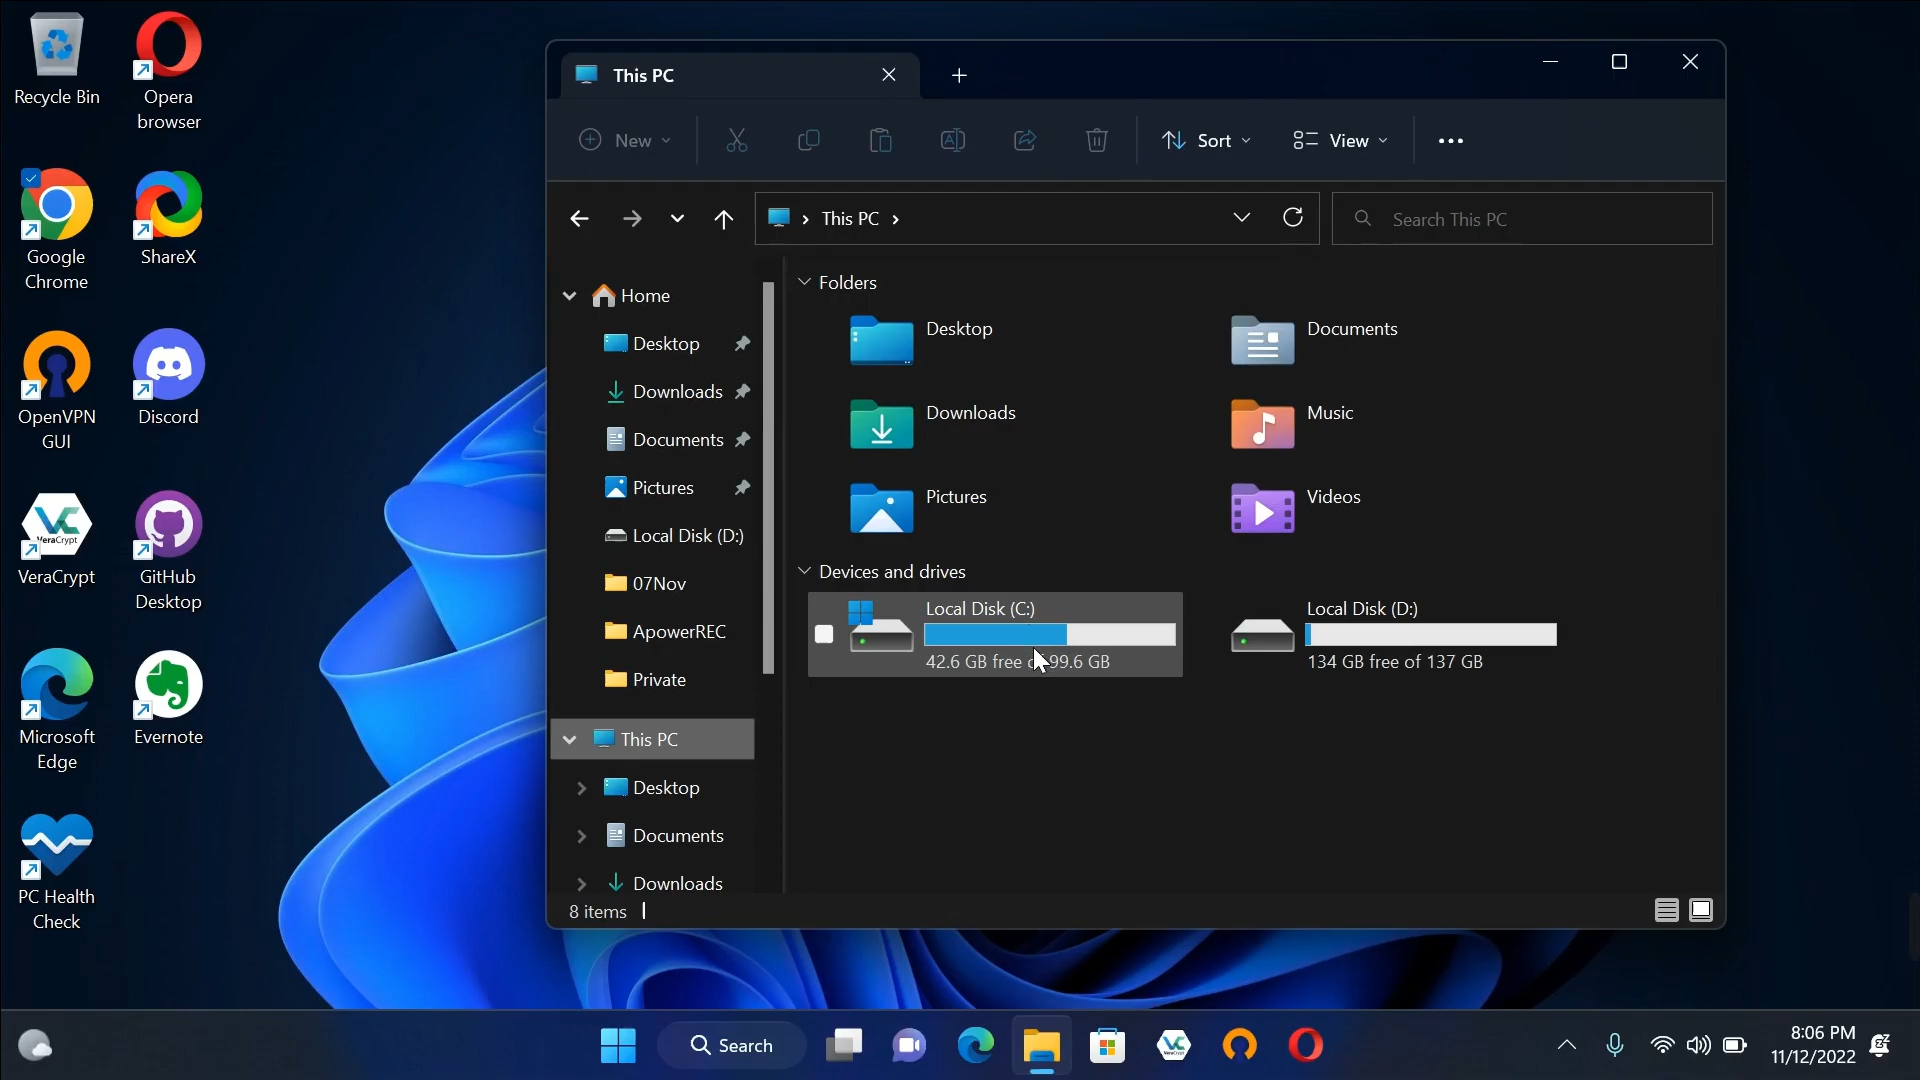 Recycle Bin
Opera
browser
Google
Chrome
ShareX
OpenVPN
GUI
Discord
VeraCrypt
VeraCrypt
GitHub
Desktop
Microsoft
Edge
Evernote
PC Health
Check
This PC
New
Sort
View
This PC
Search This PC
Home
Desktop
Downloads
Documents
Pictures
Local Disk (D:)
07Nov
ApowerREC
Private
This PC
Desktop
Documents
Downloads
Folders
Desktop
Documents
Downloads
Music
Pictures
Videos
Devices and drives
Local Disk (C:)
42.6 GB free 99.6 GB
Local Disk (D:)
134 GB free of 137 GB
8 items
Search
8:06 PM
11/12/2022